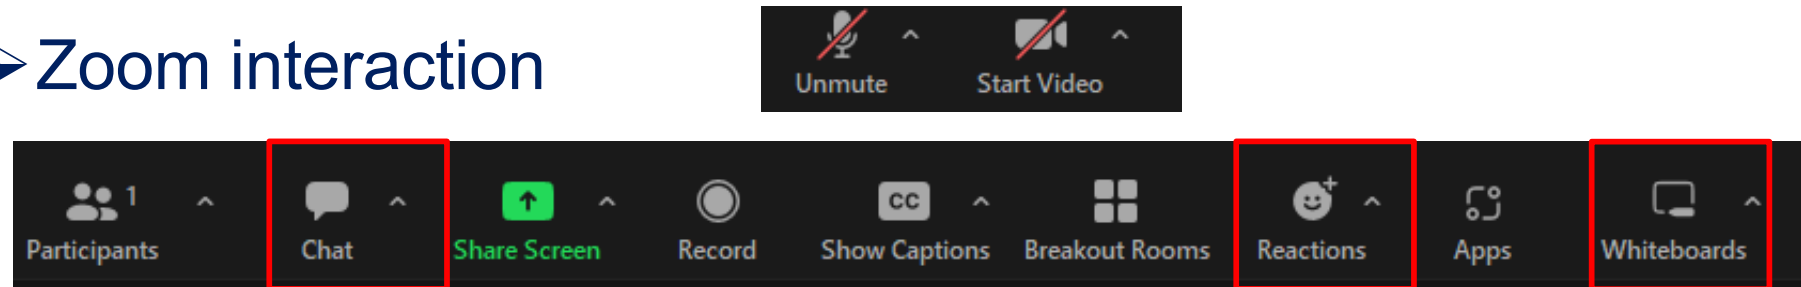 ➢Zoom interaction
Unmute Start Video
1
CC
Participants Chat Share Screen Record Show Captions Breakout Rooms Reactions Apps Whiteboards